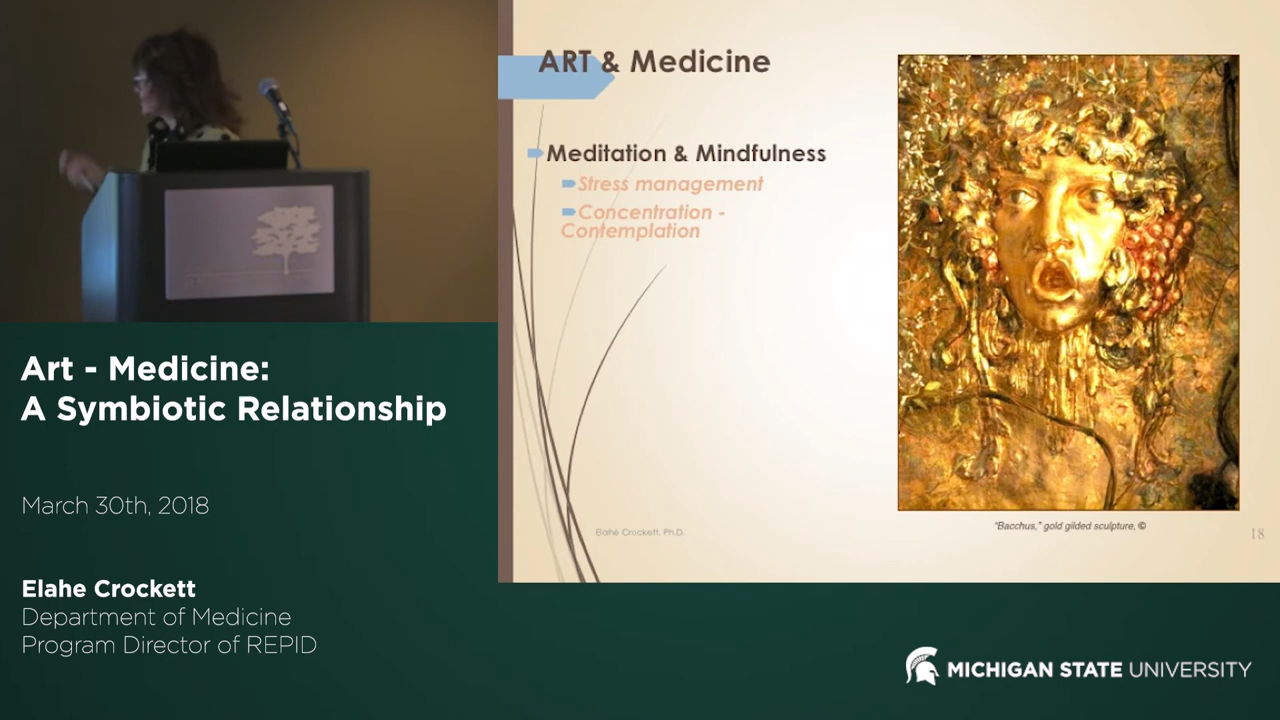 ART & Medicine
Meditation & Mindfulness
Stress management
Concentration -
Contemplation
Elahé Crockett, Ph.D.
"Bacchus," gold gilded sculpture, ©
18
Art - Medicine:
A Symbiotic Relationship
March 30th, 2018
Elahe Crockett
Department of Medicine
Program Director of REPID
MICHIGAN STATE UNIVERSITY